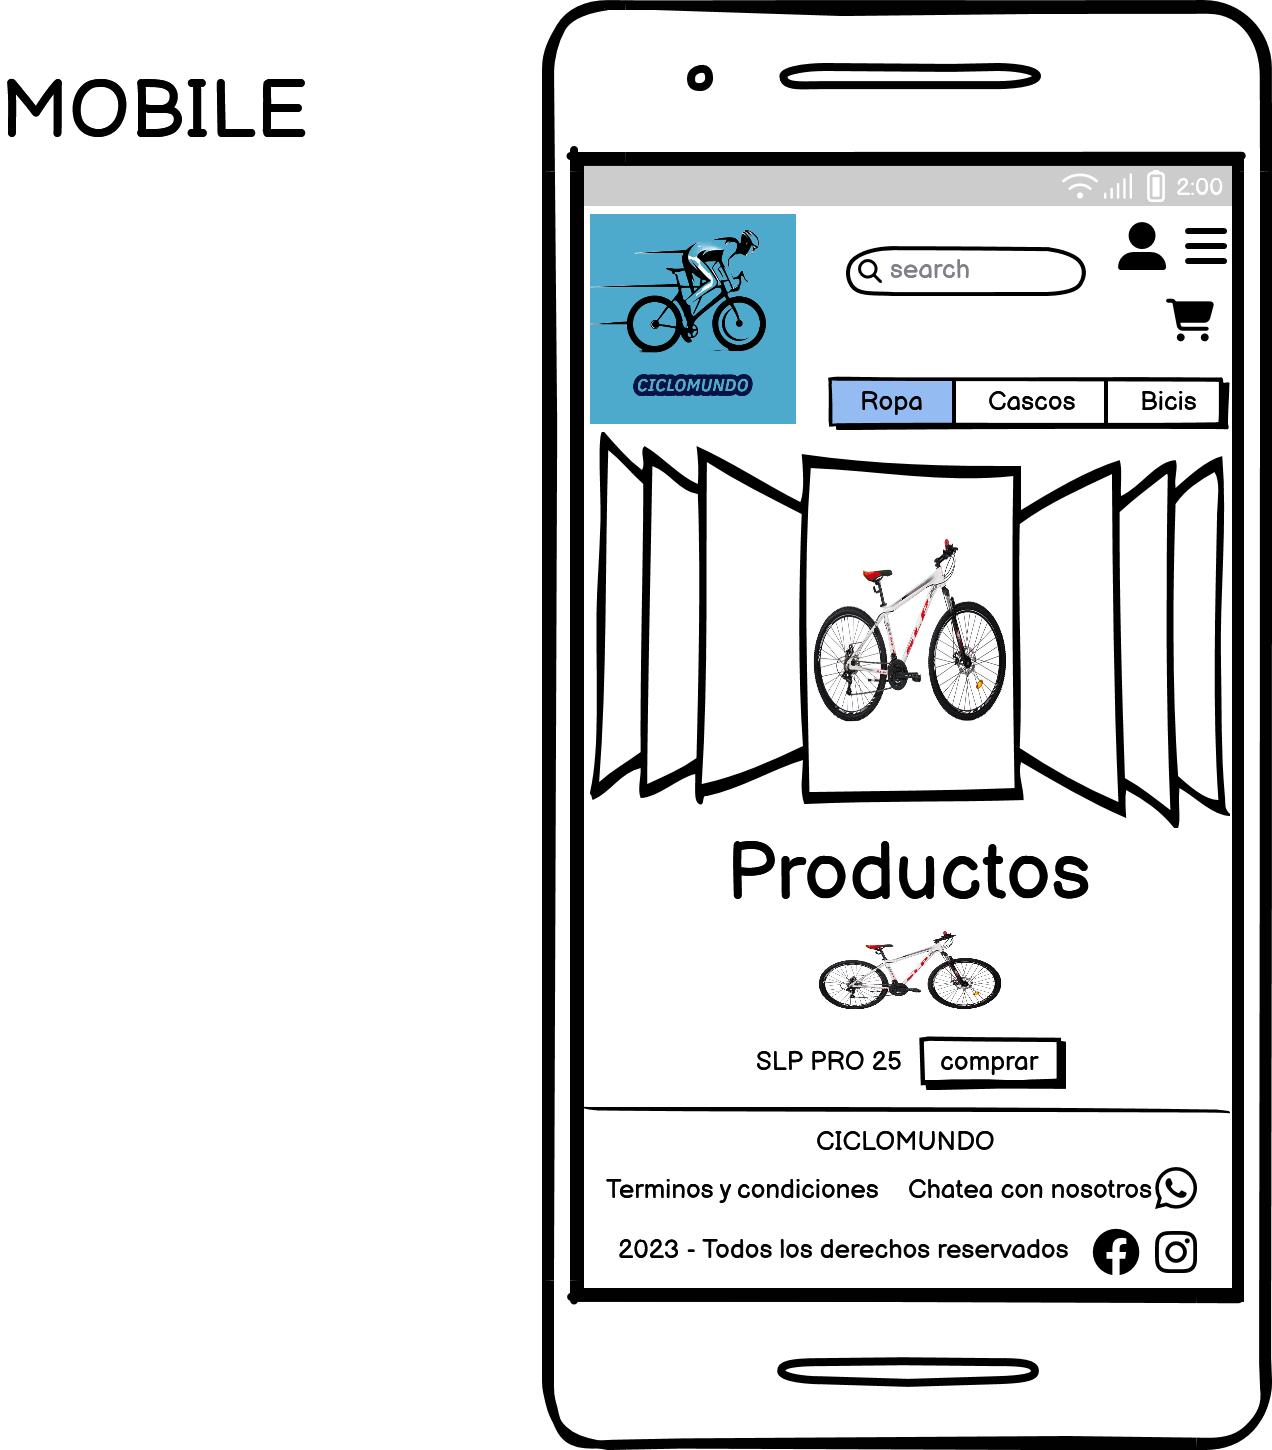 MOBILE
2:00
search
CICLOMUNDO
Ropa Cascos Bicis
Productos
SLP PRO 25 comprar
CICLOMUNDO
Terminos y condiciones Chatea con nosotros
2023 - Todos los derechos reservados